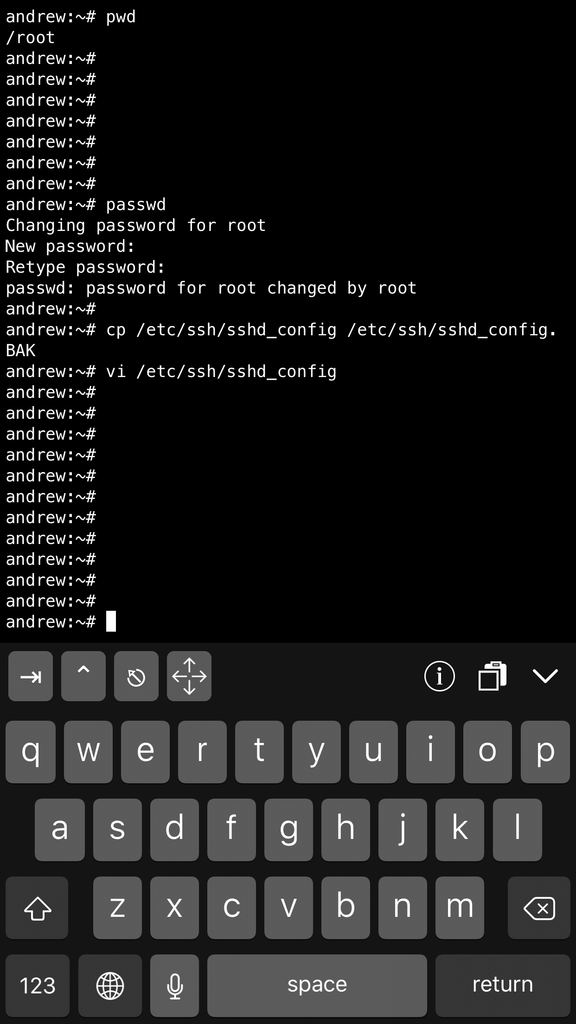 andrew:~# pwd
/root
andrew:~#
andrew:~#
andrew:~#
andrew:~#
andrew:~#
andrew:~#
andrew:~#
andrew:~# passwd
Changing password for root
New password:
Retype password:
passwd: password for root changed by root
andrew:~#
andrew:~# cp /etc/ssh/sshd_config /etc/ssh/sshd_config.
BAK
andrew:~# vi /etc/ssh/sshd_config
andrew:~#
andrew:~#
andrew:~#
andrew:~#
andrew:~#
andrew:~#
andrew:~#
andrew:~#
andrew:~#
andrew:~#
andrew:~#
andrew:~#
q w e r t y u i o p
a s d f g h j k l
z x c v b n m
123 space return